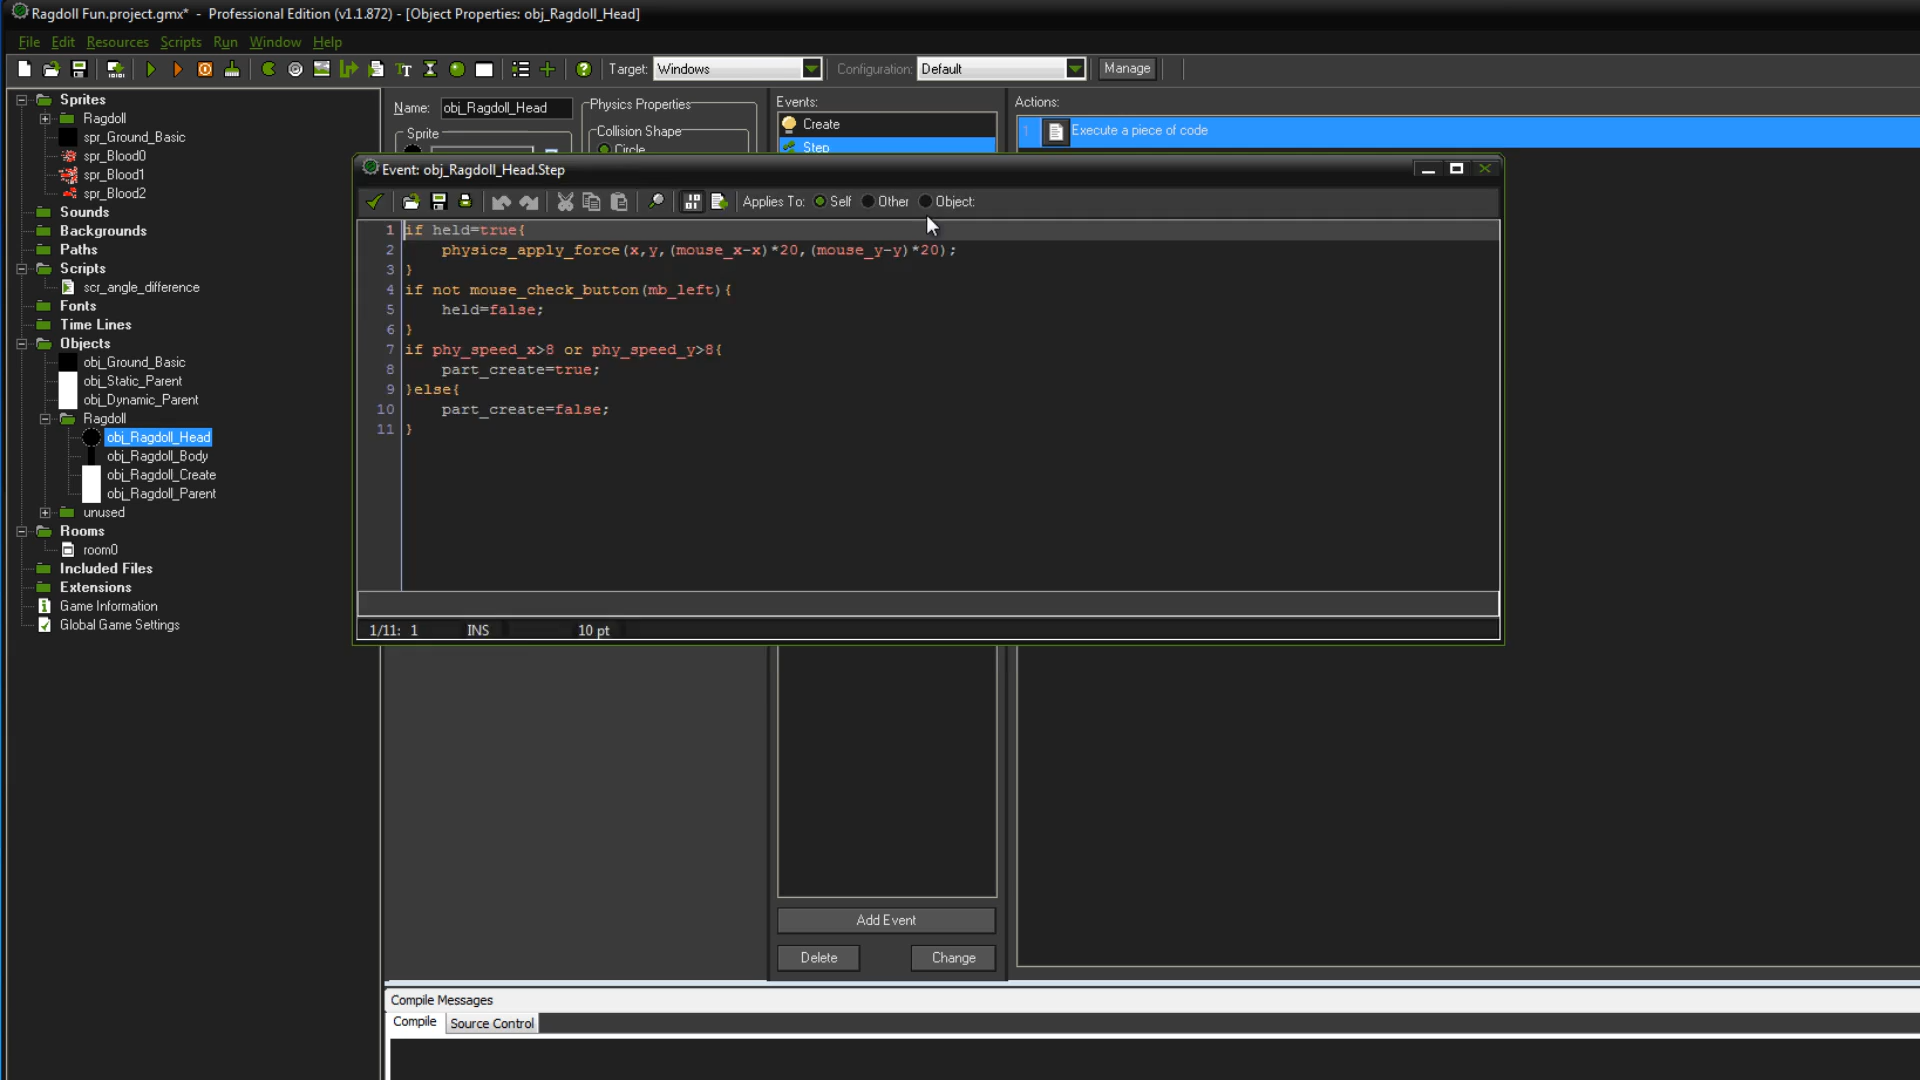 Ragdoll Fun.project.gmx* - Professional Edition (v1.1.872) - [Object Properties: obj_Ragdoll_Head]
File Edit Resources Scripts Run Window Help
Target: Windows Configuration: Default Manage
Sprites
Ragdoll
spr_Ground_Basic
spr_Blood0
spr_Blood1
spr_Blood2
Sounds
Backgrounds
Paths
Scripts
scr_angle_difference
Fonts
Time Lines
Objects
obj_Ground_Basic
obj_Static_Parent
obj_Dynamic_Parent
Ragdoll
obj_Ragdoll_Head
obj_Ragdoll_Body
obj_Ragdoll_Create
obj_Ragdoll_Parent
unused
Rooms
room0
Included Files
Extensions
Game Information
Global Game Settings
Name: obj_Ragdoll_Head
Sprite
Physics Properties
Collision Shape
Circle
Events:
Create
Step
Actions:
1 Execute a piece of code
Event: obj_Ragdoll_Head.Step
Applies To: Self Other Object:
1 if held=true{
2 physics_apply_force(x,y,(mouse_x-x)*20,(mouse_y-y)*20);
3 }
4 if not mouse_check_button(mb_left){
5 held=false;
6 }
7 if phy_speed_x>8 or phy_speed_y>8{
8 part_create=true;
9 }else{
10 part_create=false;
11 }
1/11: 1 INS 10 pt
Add Event
Delete Change
Compile Messages
Compile Source Control